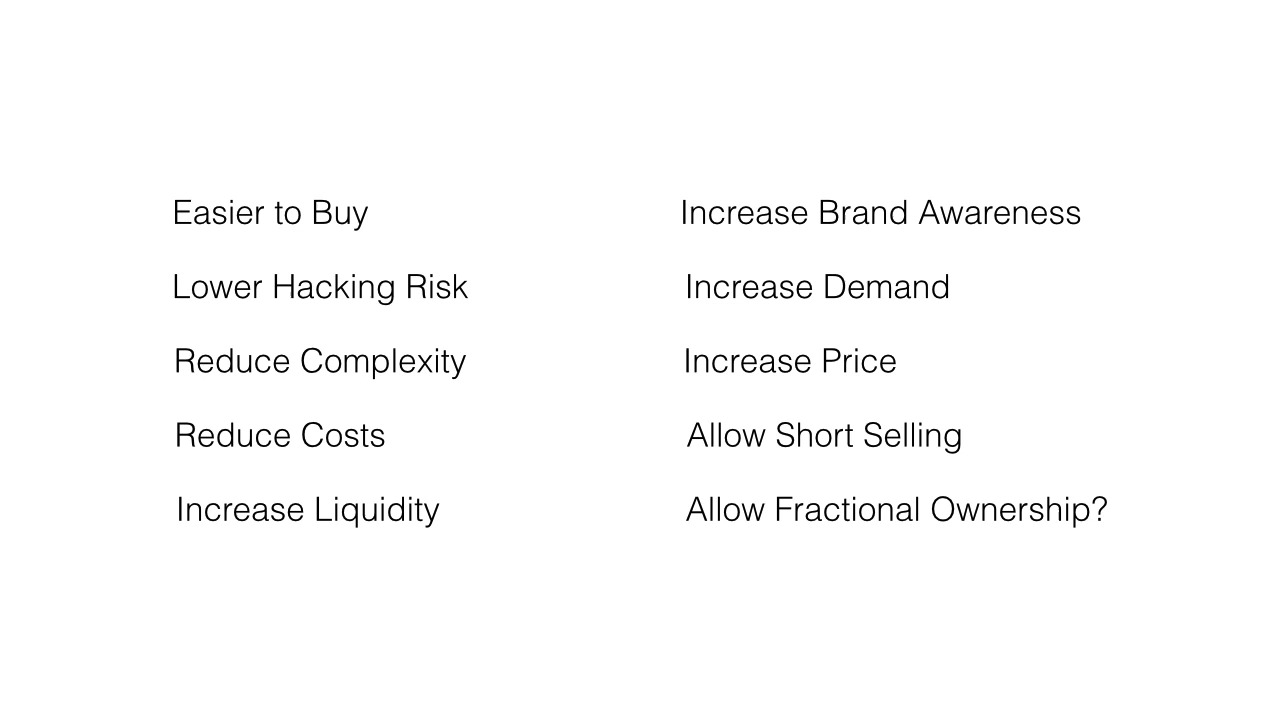 Easier to Buy
Lower Hacking Risk
Reduce Complexity
Reduce Costs
Increase Liquidity
Increase Brand Awareness
Increase Demand
Increase Price
Allow Short Selling
Allow Fractional Ownership?